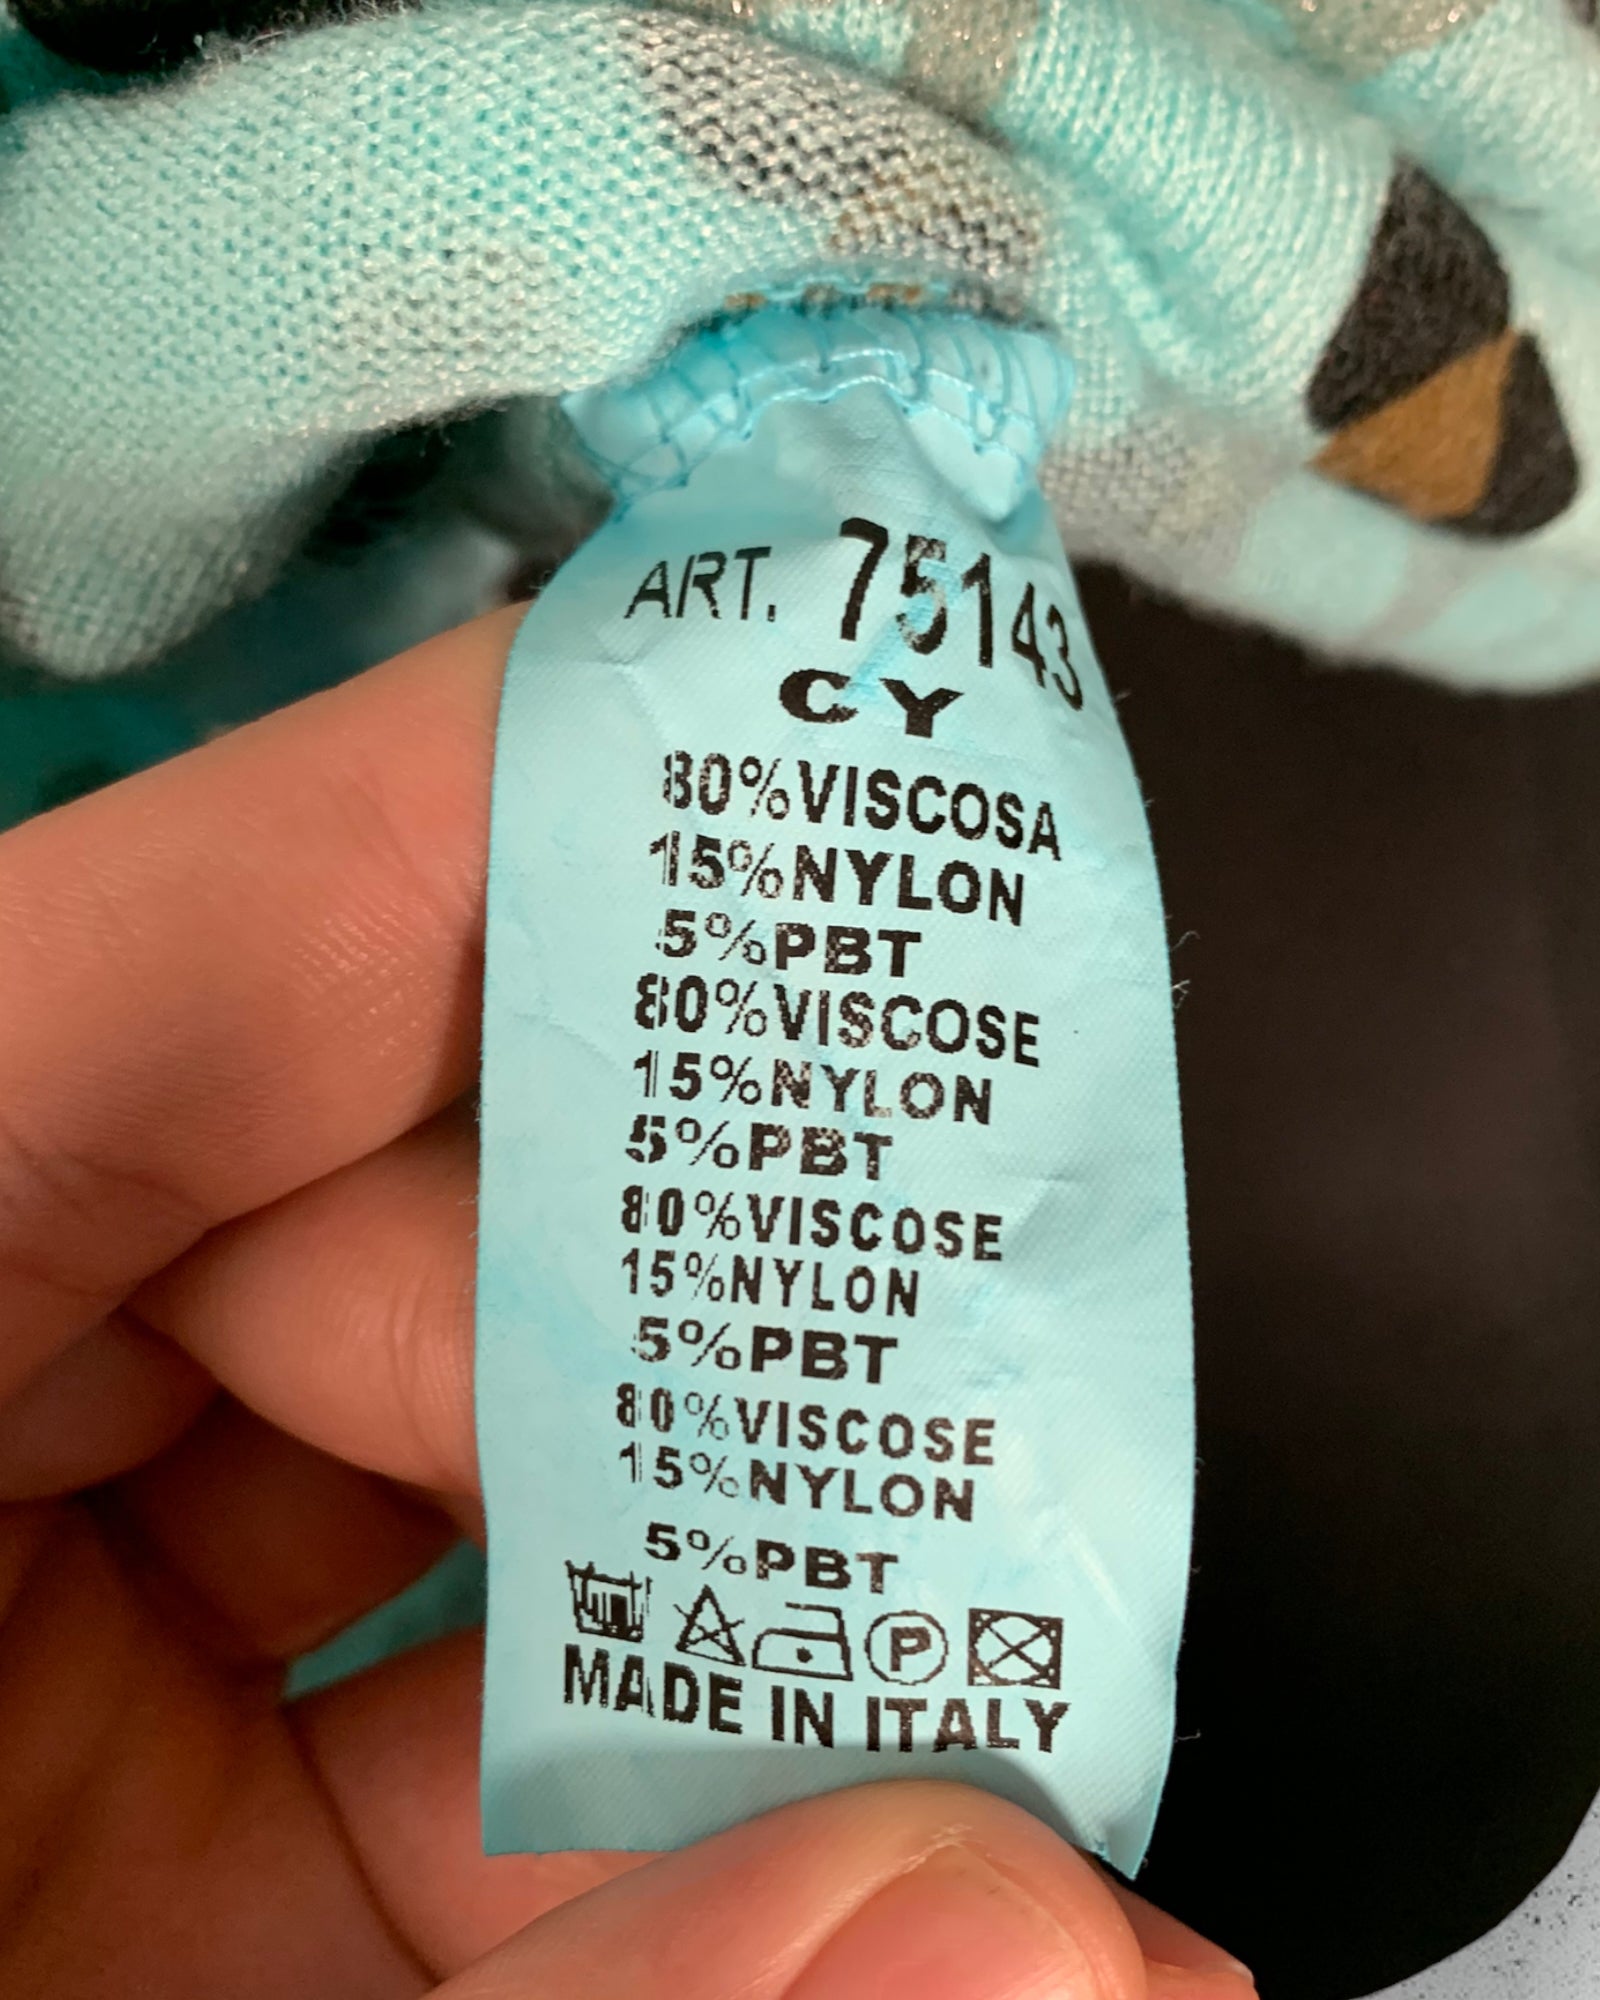 ART. 75143
CY
80%VISCOSA
15%NYLON
5%PBT
80%VISCOSE
15%NYLON
5%PBT
80%VISCOSE
15%NYLON
5%PBT
80%VISCOSE
15%NYLON
5%PBT
P
MADE IN ITALY